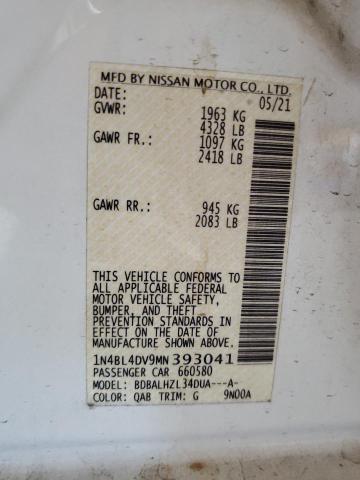 MFD BY NISSAN MOTOR CO., LTD.
DATE: 05/21
GVWR: 1963 KG
4328 LB
GAWR FR.: 1097 KG
2418 LB
GAWR RR.: 945 KG
2083 LB
THIS VEHICLE CONFORMS TO
ALL APPLICABLE FEDERAL
MOTOR VEHICLE SAFETY,
BUMPER, AND THEFT
PREVENTION STANDARDS IN
EFFECT ON THE DATE OF
MANUFACTURE SHOWN ABOVE.
1N4BL4DV9MN393041
PASSENGER CAR 660580
MODEL: BDBALHZL34DUA---A-
COLOR: QAB TRIM: G 9N00A